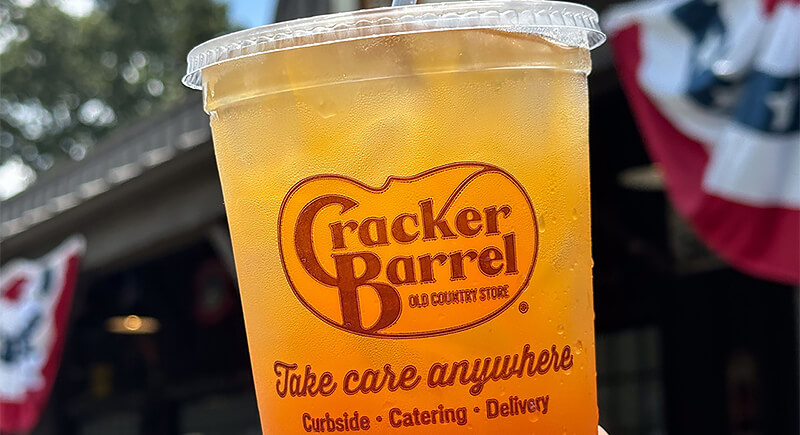 Cracker
Barrel
OLD COUNTRY STORE
®
Take care anywhere
Curbside • Catering • Delivery